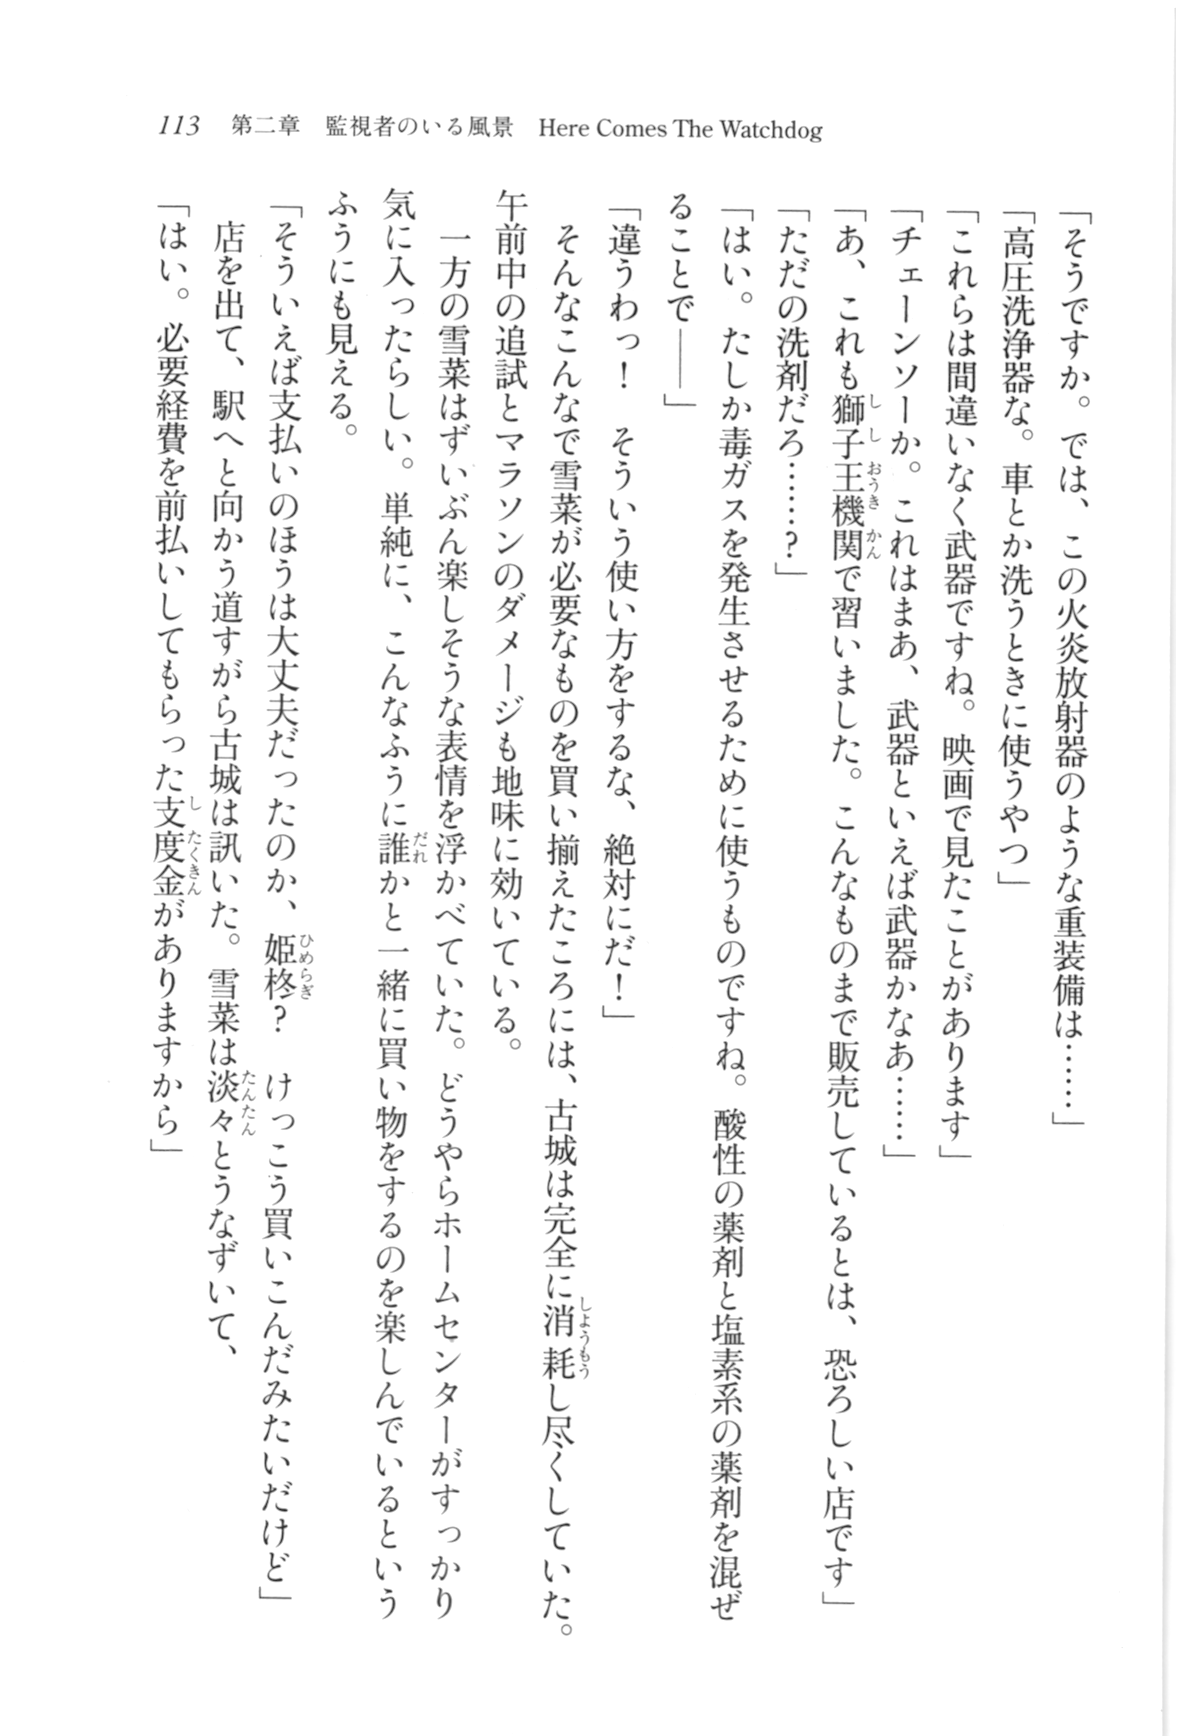 113　第二章　監視者のいる風景　Here Comes The Watchdog
「そうですか。では、この火炎放射器のような重装備は……」
「高圧洗浄器な。車とか洗うときに使うやつ」
「これらは間違いなく武器ですね。映画で見たことがあります」
「チェーンソーか。これはまあ、武器といえば武器かなあ……」
「あ、これも獅子王機関で習いました。こんなものまで販売しているとは、恐ろしい店です」
「ただの洗剤だろ……？」
「はい。たしか毒ガスを発生させるために使うものですね。酸性の薬剤と塩素系の薬剤を混ぜ
ることで――」
「違うわっ！　そういう使い方をするな、絶対にだ！」
　そんなこんなで雪菜が必要なものを買い揃えたころには、古城は完全に消耗し尽くしていた。
午前中の追試とマラソンのダメージも地味に効いている。
　一方の雪菜はずいぶん楽しそうな表情を浮かべていた。どうやらホームセンターがすっかり
気に入ったらしい。単純に、こんなふうに誰かと一緒に買い物をするのを楽しんでいるという
ふうにも見える。
「そういえば支払いのほうは大丈夫だったのか、姫柊？　けっこう買いこんだみたいだけど」
　店を出て、駅へと向かう道すがら古城は訊いた。雪菜は淡々とうなずいて、
「はい。必要経費を前払いしてもらった支度金がありますから」